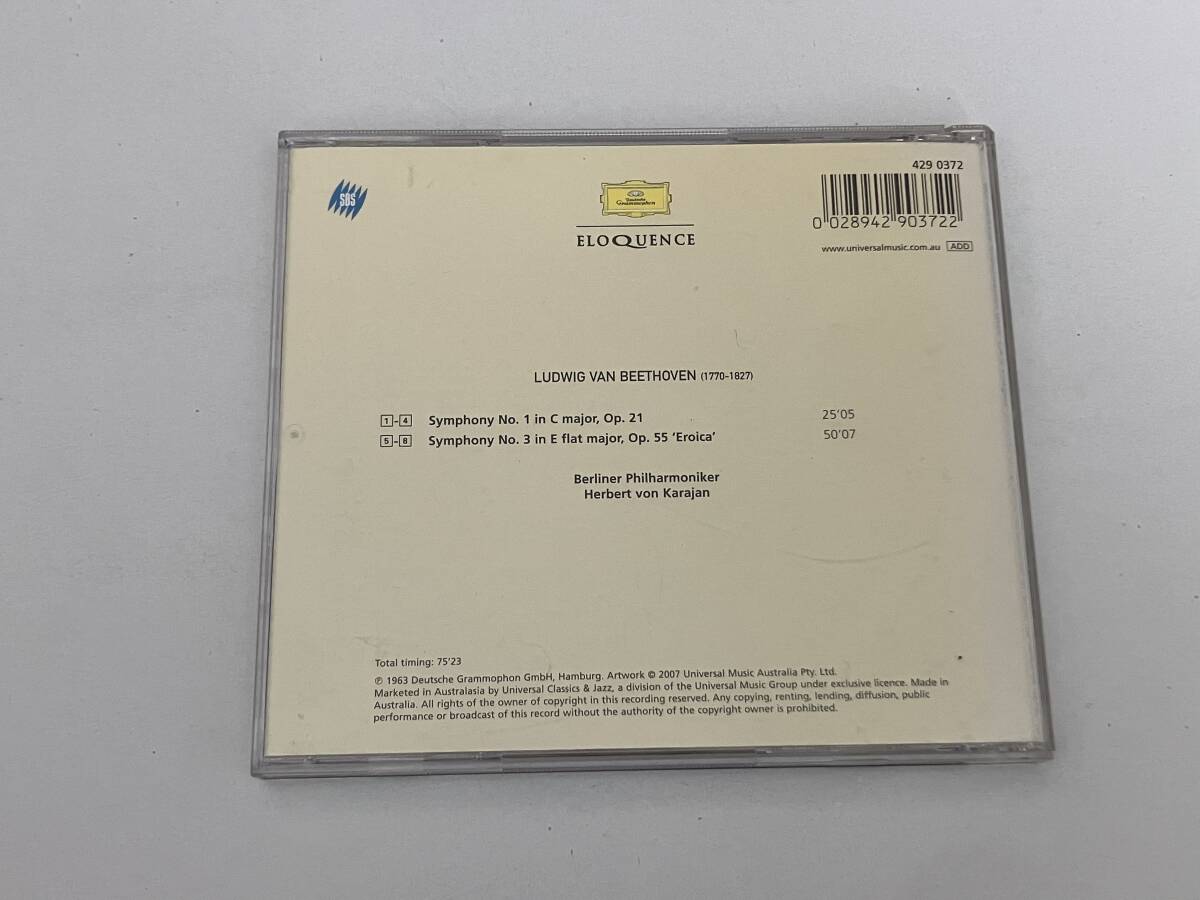 SBS
Deutsche
Grammophon
ELOQUENCE
429 0372
0 028942 903722
www.universalmusic.com.au ADD
LUDWIG VAN BEETHOVEN (1770-1827)
1-4 Symphony No. 1 in C major, Op. 21 25'05
5-8 Symphony No. 3 in E flat major, Op. 55 ‘Eroica’ 50'07
Berliner Philharmoniker
Herbert von Karajan
Total timing: 75'23
℗ 1963 Deutsche Grammophon GmbH, Hamburg. Artwork © 2007 Universal Music Australia Pty. Ltd.
Marketed in Australasia by Universal Classics & Jazz, a division of the Universal Music Group under exclusive licence. Made in
Australia. All rights of the owner of copyright in this recording reserved. Any copying, renting, lending, diffusion, public
performance or broadcast of this record without the authority of the copyright owner is prohibited.